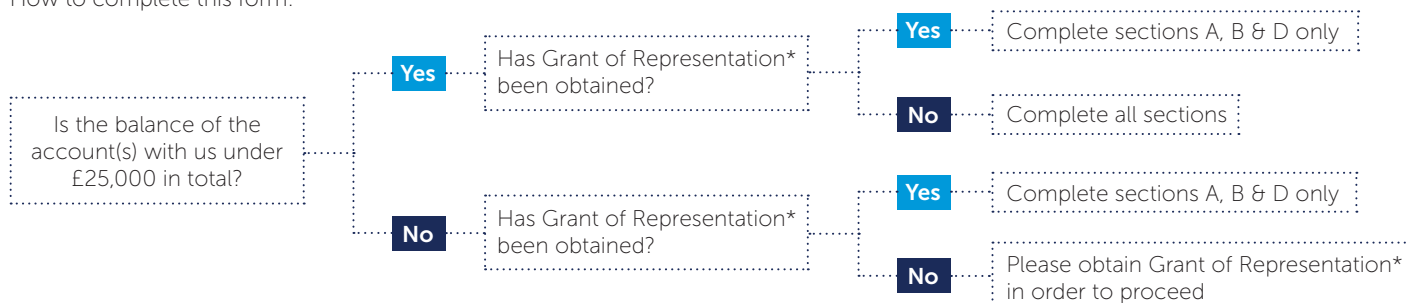 How to complete this form:
Is the balance of the
account(s) with us under
£25,000 in total?
Yes
Has Grant of Representation*
been obtained?
Yes
Complete sections A, B & D only
No
Complete all sections
No
Has Grant of Representation*
been obtained?
Yes
Complete sections A, B & D only
No
Please obtain Grant of Representation*
in order to proceed